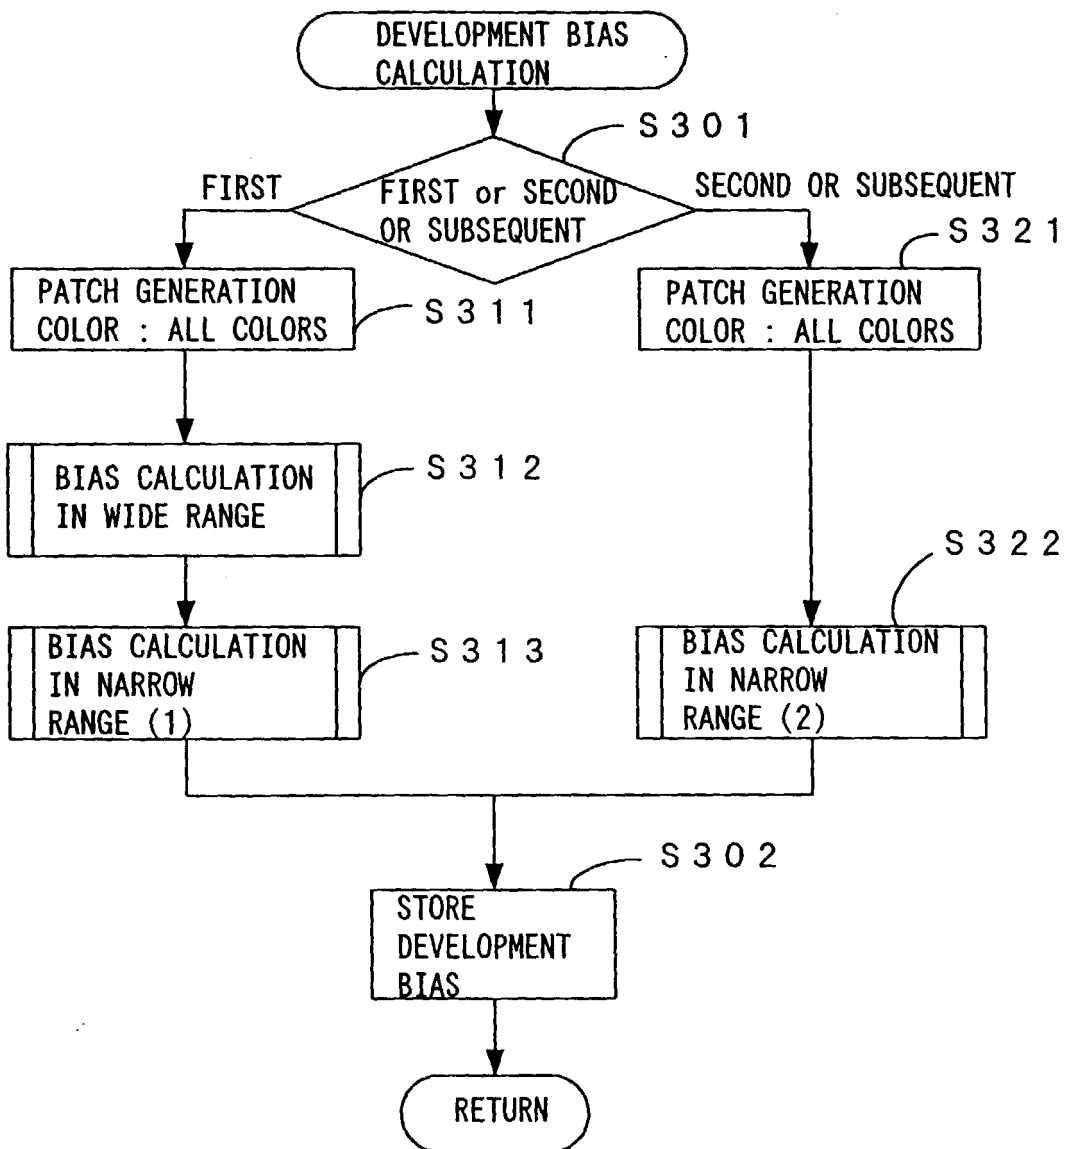 DEVELOPMENT BIAS
CALCULATION
S301
FIRST
FIRST or SECOND
OR SUBSEQUENT
SECOND OR SUBSEQUENT
S321
PATCH GENERATION
COLOR : ALL COLORS
S311
PATCH GENERATION
COLOR : ALL COLORS
BIAS CALCULATION
IN WIDE RANGE
S312
S322
BIAS CALCULATION
IN NARROW
RANGE (1)
S313
BIAS CALCULATION
IN NARROW
RANGE (2)
S302
STORE
DEVELOPMENT
BIAS
RETURN